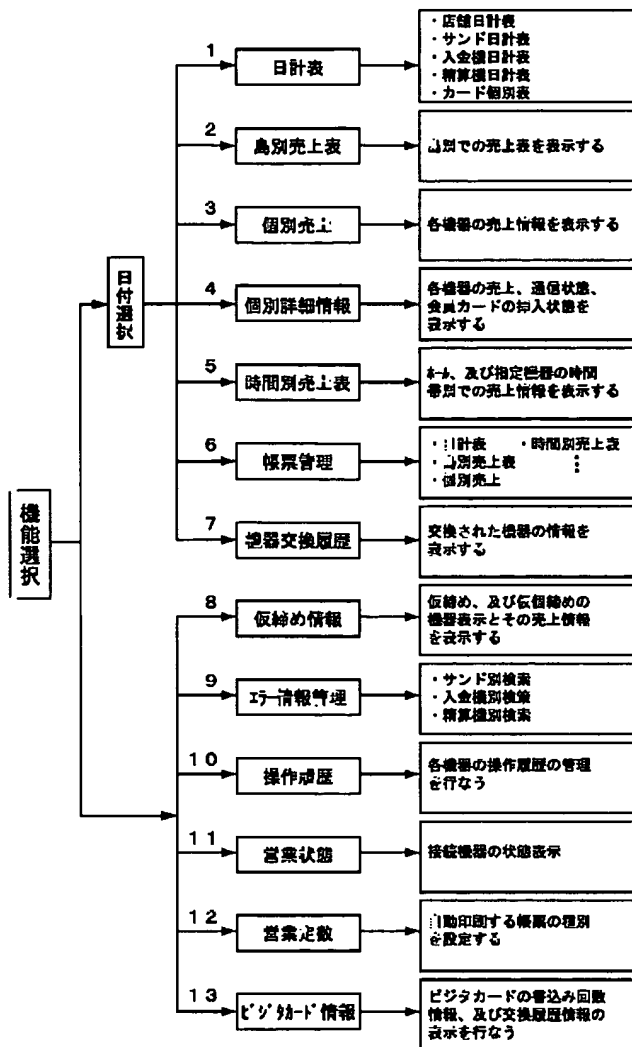 機能選択
日付選択
1
日計表
・店舗日計表
・サンド日計表
・入金機日計表
・精算機日計表
・カード個別表
2
島別売上表
島別での売上表を表示する
3
個別売上
各機器の売上情報を表示する
4
個別詳細情報
各機器の売上、通信状態、
会員カードの挿入状態を
表示する
5
時間別売上表
ホール、及び指定機器の時間
帯別での売上情報を表示する
6
帳票管理
・日計表 ・時間別売上表
・島別売上表 ⋮
・個別売上
7
機器交換履歴
交換された機器の情報を
表示する
8
仮締め情報
仮締め、及び仮個締めの
機器表示とその売上情報
を表示する
9
エラー情報管理
・サンド別検索
・入金機別検索
・精算機別検索
10
操作履歴
各機器の操作履歴の管理
を行なう
11
営業状態
接続機器の状態表示
12
営業定数
自動印刷する帳票の種別
を設定する
13
ビジタカード情報
ビジタカードの書込み回数
情報、及び交換履歴情報の
表示を行なう